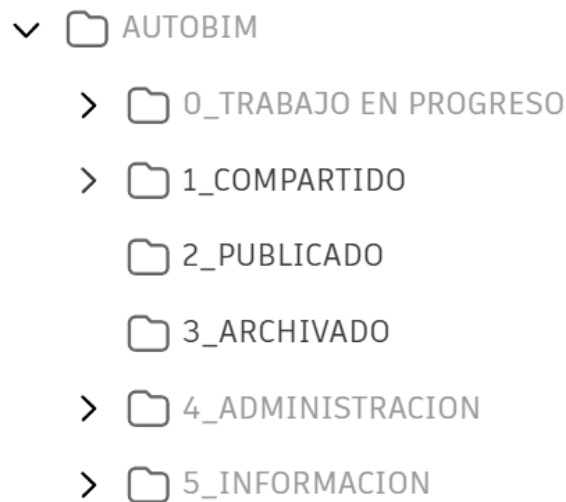 AUTOBIM
0_TRABAJO EN PROGRESO
1_COMPARTIDO
2_PUBLICADO
3_ARCHIVADO
4_ADMINISTRACION
5_INFORMACION